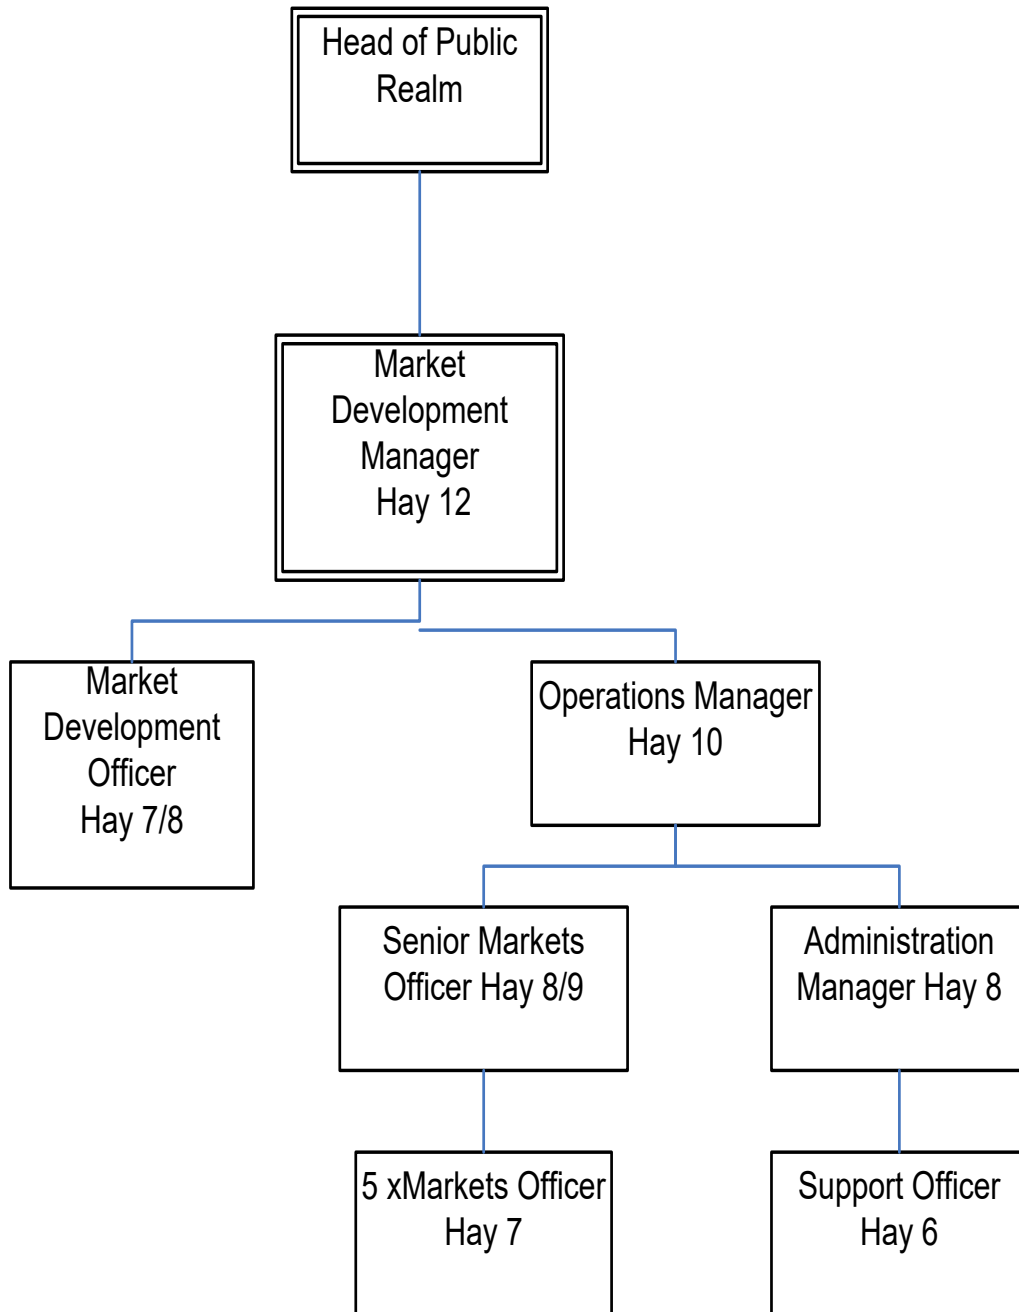 Head of Public
Realm
Market
Development
Manager
Hay 12
Market
Development
Officer
Hay 7/8
Operations Manager
Hay 10
Senior Markets
Officer Hay 8/9
Administration
Manager Hay 8
5 xMarkets Officer
Hay 7
Support Officer
Hay 6